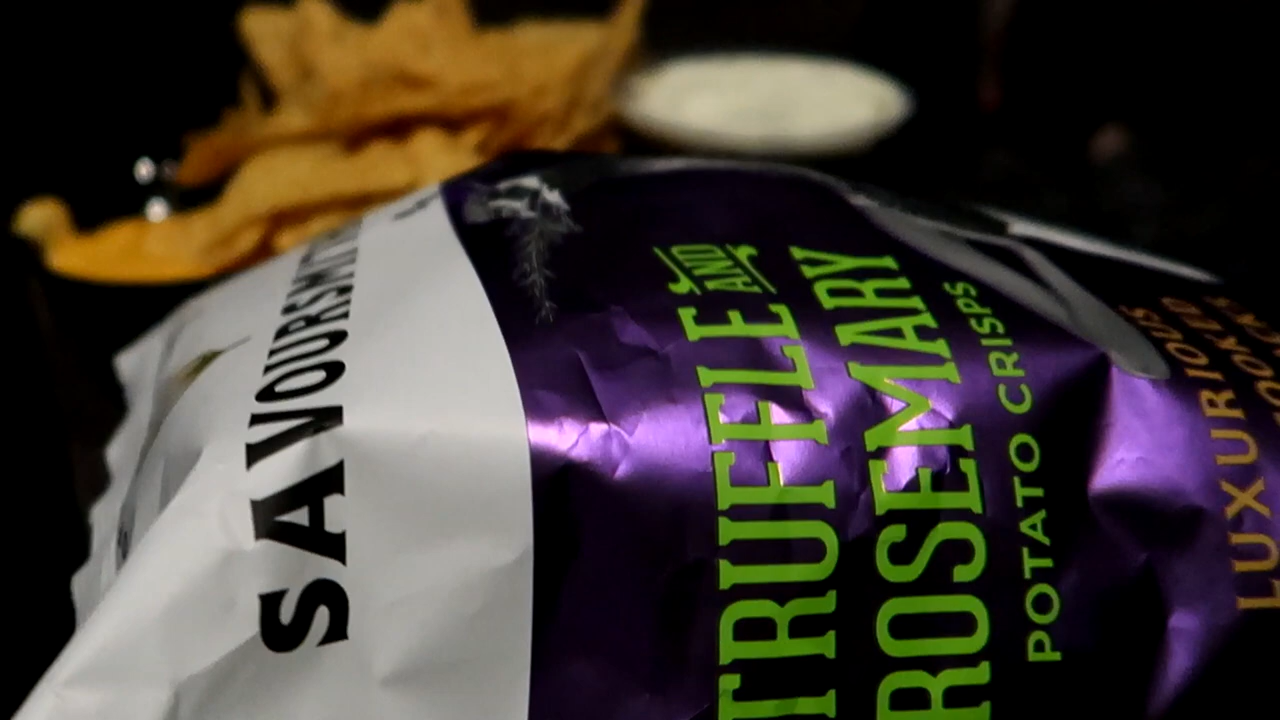 SAVOURSMITHS
TRUFFLE AND
ROSEMARY
POTATO CRISPS
LUXURIOUS